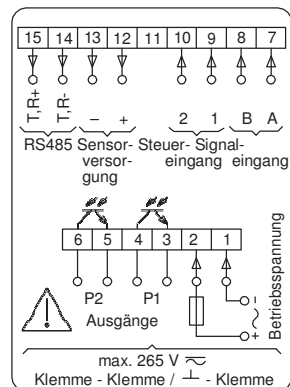 15 14 13 12 11 10 9 8 7
T,R+ T,R- – + 2 1 B A
RS485 Sensor- Steuer- Signal-
versor- eingang eingang
gung
6 5 4 3 2 1
P2 P1
Ausgänge
- +
Betriebsspannung
max. 265 V ⏦
Klemme - Klemme / ⊥ - Klemme